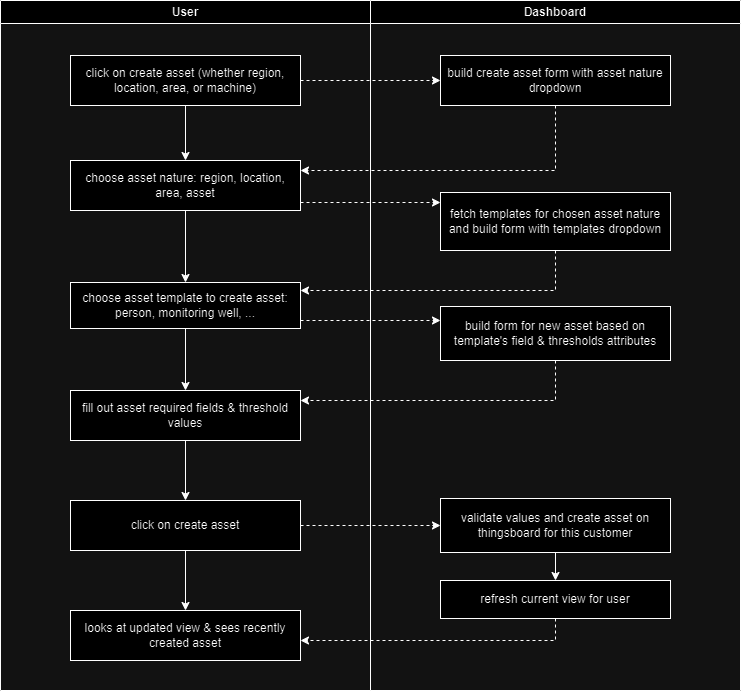 User
Dashboard
click on create asset (whether region,
location, area, or machine)
build create asset form with asset nature
dropdown
choose asset nature: region, location,
area, asset
fetch templates for chosen asset nature
and build form with templates dropdown
choose asset template to create asset:
person, monitoring well, ...
build form for new asset based on
template's field & thresholds attributes
fill out asset required fields & threshold
values
click on create asset
validate values and create asset on
thingsboard for this customer
refresh current view for user
looks at updated view & sees recently
created asset